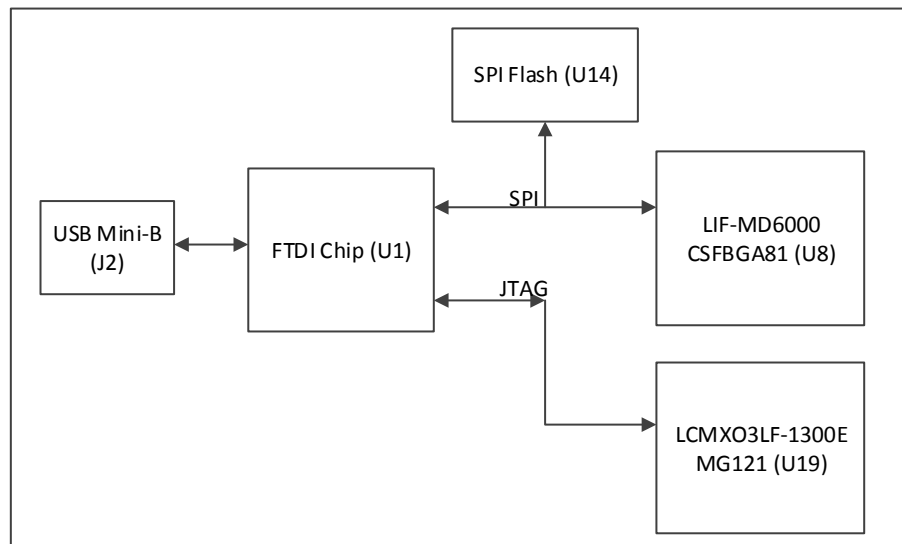 SPI Flash (U14)
SPI
USB Mini-B
(J2)
FTDI Chip (U1)
LIF-MD6000
CSFBGA81 (U8)
JTAG
LCMXO3LF-1300E
MG121 (U19)